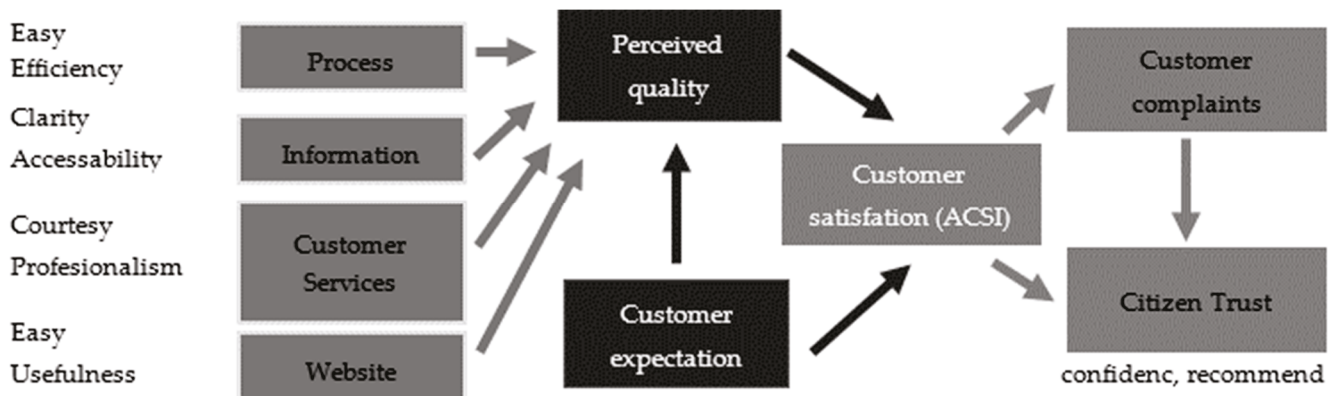 Easy
Efficiency
Process
Clarity
Accessability
Information
Courtesy
Profesionalism
Customer
Services
Easy
Usefulness
Website
Perceived
quality
Customer
expectation
Customer
satisfation (ACSI)
Customer
complaints
Citizen Trust
confidenc, recommend